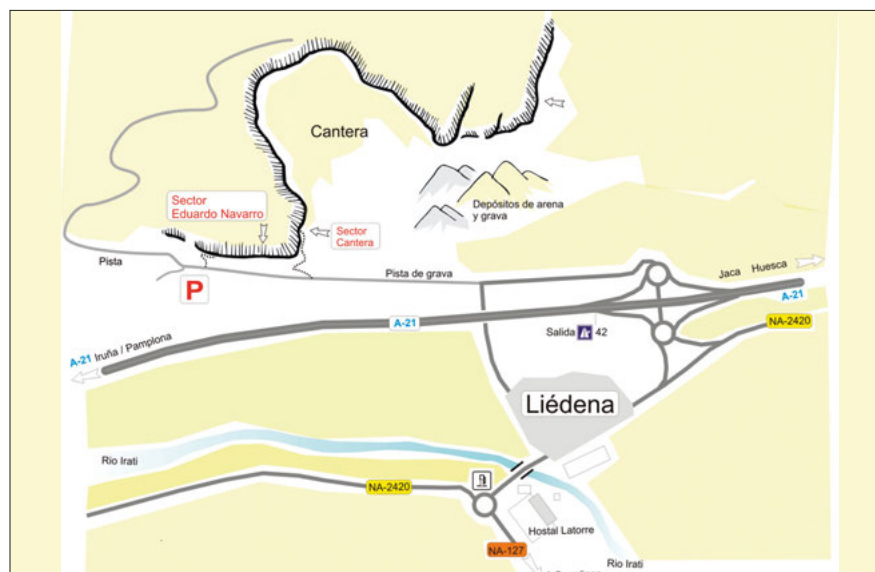 Cantera
Depósitos de arena
y grava
Sector
Eduardo Navarro
Sector
Cantera
Pista
Pista de grava
Jaca Huesca
A-21
P
NA-2420
A-21
Salida 42
A-21 Iruña / Pamplona
Liédena
Rio Irati
NA-2420
Hostal Latorre
NA-127
Rio Irati